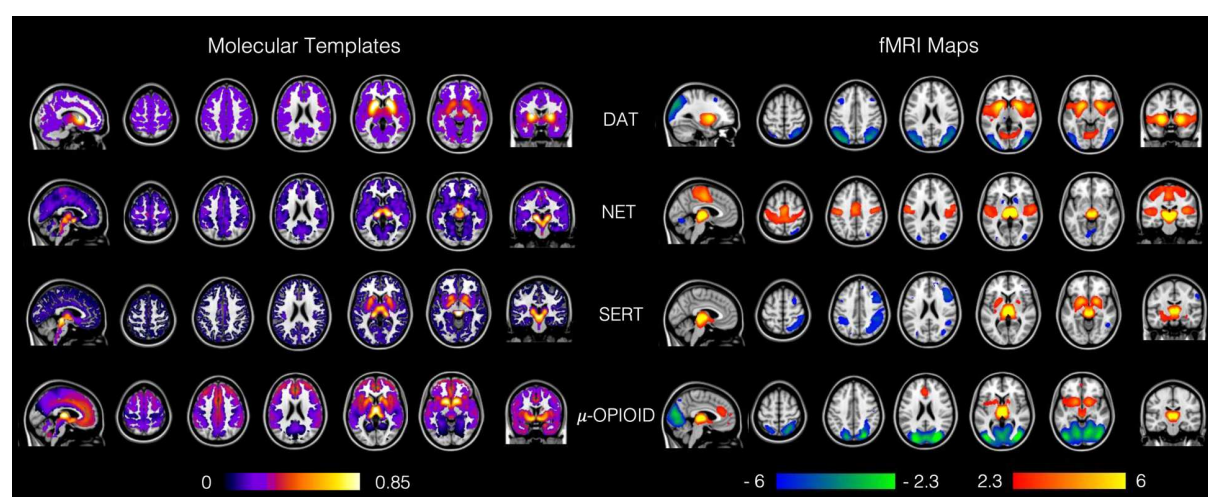 Molecular Templates
fMRI Maps
DAT
NET
SERT
μ-OPIOID
0
0.85
- 6
- 2.3
2.3
6